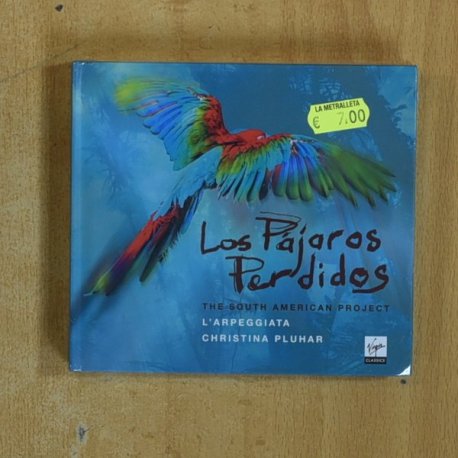 LA METRALLETA
€ 7,00
Los Pájaros
Perdidos
THE SOUTH AMERICAN PROJECT
L'ARPEGGIATA
CHRISTINA PLUHAR
Virgin
CLASSICS